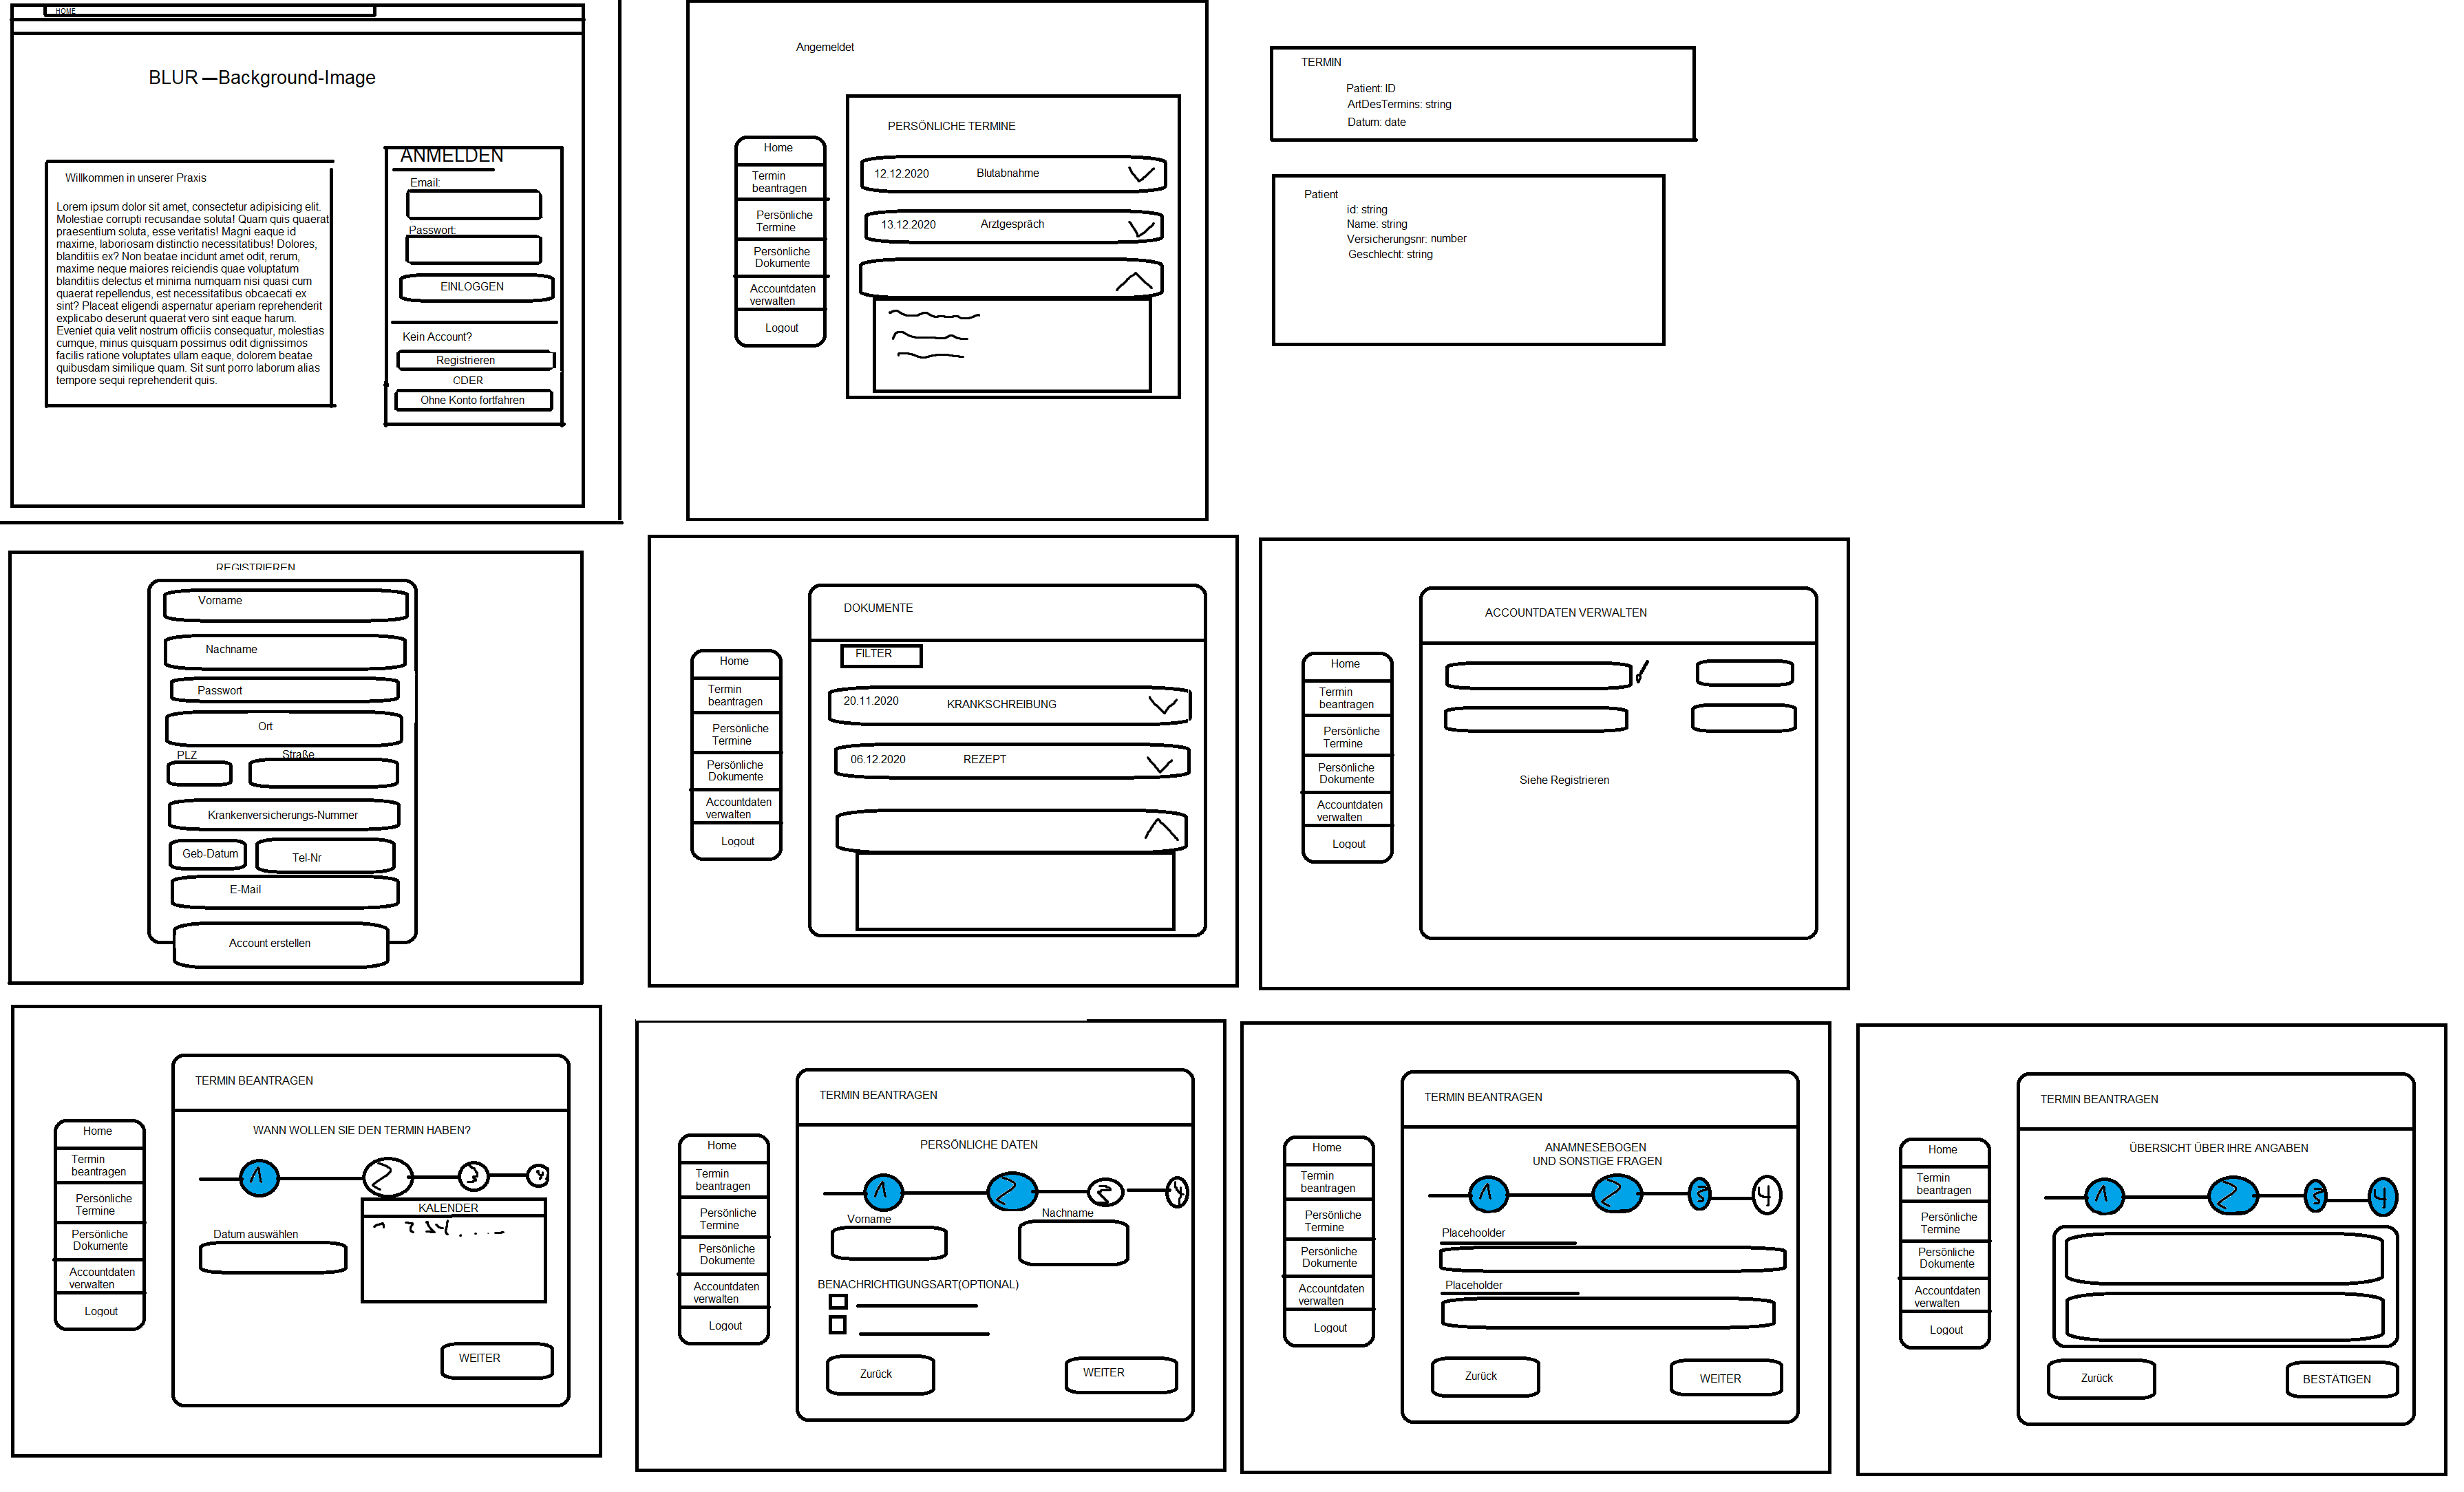 HOME
BLUR —Background-Image
Willkommen in unserer Praxis
Lorem ipsum dolor sit amet, consectetur adipisicing elit.
Molestiae corrupti recusandae soluta! Quam quis quaerat
praesentium soluta, esse veritatis! Magni eaque id
maxime, laboriosam distinctio necessitatibus! Dolores,
blanditiis ex? Non beatae incidunt amet odit, rerum,
maxime neque maiores reiciendis quae voluptatum
blanditiis delectus et minima numquam nisi quasi cum
quaerat repellendus, est necessitatibus obcaecati ex
sint? Placeat eligendi aspernatur aperiam reprehenderit
explicabo deserunt quaerat vero sint eaque harum.
Eveniet quia velit nostrum officiis consequatur, molestias
cumque, minus quisquam possimus odit dignissimos
facilis ratione voluptates ullam eaque, dolorem beatae
quibusdam similique quam. Sit sunt porro laborum alias
tempore sequi reprehenderit quis.
ANMELDEN
Email:
Passwort:
EINLOGGEN
Kein Account?
Registrieren
ODER
Ohne Konto fortfahren
Angemeldet
Home
Termin
beantragen
Persönliche
Termine
Persönliche
Dokumente
Accountdaten
verwalten
Logout
PERSÖNLICHE TERMINE
12.12.2020 Blutabnahme
13.12.2020 Arztgespräch
TERMIN
Patient: ID
ArtDesTermins: string
Datum: date
Patient
id: string
Name: string
Versicherungsnr: number
Geschlecht: string
REGISTRIEREN
Vorname
Nachname
Passwort
Ort
PLZ Straße
Krankenversicherungs-Nummer
Geb-Datum Tel-Nr
E-Mail
Account erstellen
Home
Termin
beantragen
Persönliche
Termine
Persönliche
Dokumente
Accountdaten
verwalten
Logout
DOKUMENTE
FILTER
20.11.2020 KRANKSCHREIBUNG
06.12.2020 REZEPT
Home
Termin
beantragen
Persönliche
Termine
Persönliche
Dokumente
Accountdaten
verwalten
Logout
ACCOUNTDATEN VERWALTEN
Siehe Registrieren
Home
Termin
beantragen
Persönliche
Termine
Persönliche
Dokumente
Accountdaten
verwalten
Logout
TERMIN BEANTRAGEN
WANN WOLLEN SIE DEN TERMIN HABEN?
1 2 3 4
KALENDER
Datum auswählen
WEITER
Home
Termin
beantragen
Persönliche
Termine
Persönliche
Dokumente
Accountdaten
verwalten
Logout
TERMIN BEANTRAGEN
PERSÖNLICHE DATEN
1 2 3 4
Vorname Nachname
BENACHRICHTIGUNGSART(OPTIONAL)
Zurück WEITER
Home
Termin
beantragen
Persönliche
Termine
Persönliche
Dokumente
Accountdaten
verwalten
Logout
TERMIN BEANTRAGEN
ANAMNESEBOGEN
UND SONSTIGE FRAGEN
1 2 3 4
Placehoolder
Placeholder
Zurück WEITER
Home
Termin
beantragen
Persönliche
Termine
Persönliche
Dokumente
Accountdaten
verwalten
Logout
TERMIN BEANTRAGEN
ÜBERSICHT ÜBER IHRE ANGABEN
1 2 3 4
Zurück BESTÄTIGEN